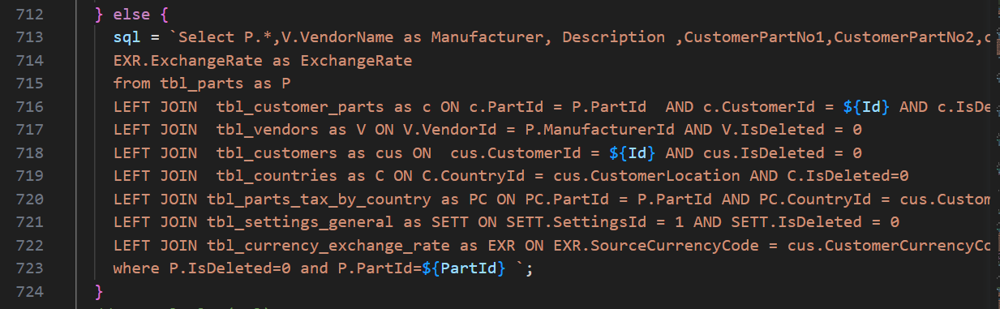 712 } else {
713 sql = `Select P.*,V.VendorName as Manufacturer, Description ,CustomerPartNo1,CustomerPartNo2,c
714 EXR.ExchangeRate as ExchangeRate
715 from tbl_parts as P
716 LEFT JOIN  tbl_customer_parts as c ON c.PartId = P.PartId  AND c.CustomerId = ${Id} AND c.IsDe
717 LEFT JOIN  tbl_vendors as V ON V.VendorId = P.ManufacturerId AND V.IsDeleted = 0
718 LEFT JOIN  tbl_customers as cus ON  cus.CustomerId = ${Id} AND cus.IsDeleted = 0
719 LEFT JOIN  tbl_countries as C ON C.CountryId = cus.CustomerLocation AND C.IsDeleted=0
720 LEFT JOIN tbl_parts_tax_by_country as PC ON PC.PartId = P.PartId AND PC.CountryId = cus.Custom
721 LEFT JOIN tbl_settings_general as SETT ON SETT.SettingsId = 1 AND SETT.IsDeleted = 0
722 LEFT JOIN tbl_currency_exchange_rate as EXR ON EXR.SourceCurrencyCode = cus.CustomerCurrencyCo
723 where P.IsDeleted=0 and P.PartId=${PartId} `;
724 }